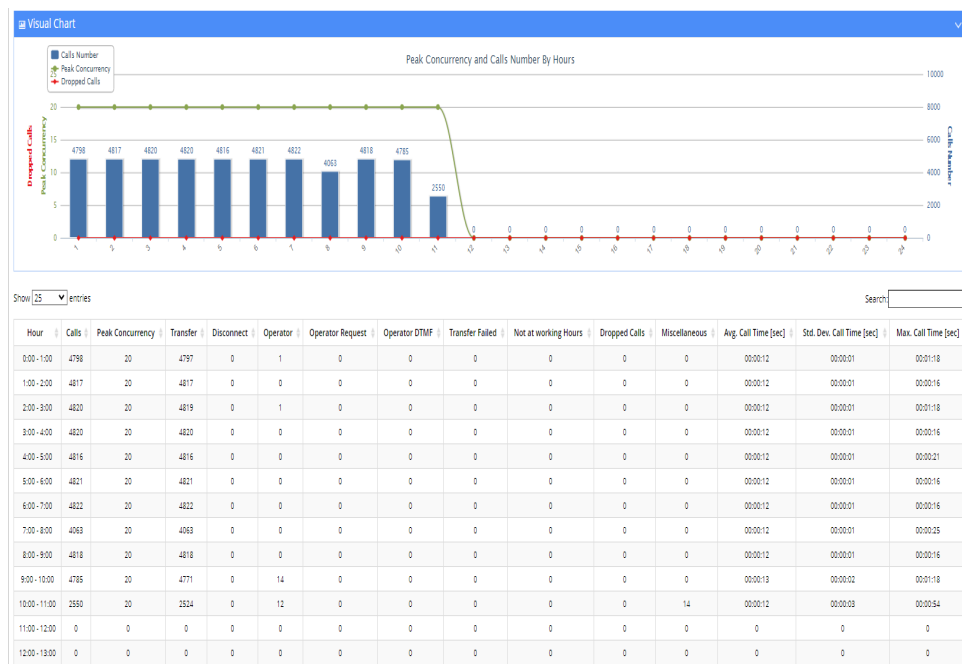 Visual Chart
Calls Number
Peak Concurrency
Dropped Calls
Peak Concurrency and Calls Number By Hours
Dropped Calls
Peak Concurrency
Calls Number
25
20
15
10
5
0
10000
8000
6000
4000
2000
0
4798 4817 4820 4820 4816 4821 4822 4063 4818 4785 2550 0 0 0 0 0 0 0 0 0 0 0 0 0
1 2 3 4 5 6 7 8 9 10 11 12 13 14 15 16 17 18 19 20 21 22 23 24
Show 25 entries
Search:
Hour Calls Peak Concurrency Transfer Disconnect Operator Operator Request Operator DTMF Transfer Failed Not at working Hours Dropped Calls Miscellaneous Avg. Call Time [sec] Std. Dev. Call Time [sec] Max. Call Time [sec]
0:00 - 1:00 4798 20 4797 0 1 0 0 0 0 0 0 00:00:12 00:00:01 00:01:18
1:00 - 2:00 4817 20 4817 0 0 0 0 0 0 0 0 00:00:12 00:00:01 00:00:16
2:00 - 3:00 4820 20 4819 0 1 0 0 0 0 0 0 00:00:12 00:00:01 00:01:18
3:00 - 4:00 4820 20 4820 0 0 0 0 0 0 0 0 00:00:12 00:00:01 00:00:16
4:00 - 5:00 4816 20 4816 0 0 0 0 0 0 0 0 00:00:12 00:00:01 00:00:21
5:00 - 6:00 4821 20 4821 0 0 0 0 0 0 0 0 00:00:12 00:00:01 00:00:16
6:00 - 7:00 4822 20 4822 0 0 0 0 0 0 0 0 00:00:12 00:00:01 00:00:16
7:00 - 8:00 4063 20 4063 0 0 0 0 0 0 0 0 00:00:12 00:00:01 00:00:25
8:00 - 9:00 4818 20 4818 0 0 0 0 0 0 0 0 00:00:12 00:00:01 00:00:16
9:00 - 10:00 4785 20 4771 0 14 0 0 0 0 0 0 00:00:13 00:00:02 00:01:18
10:00 - 11:00 2550 20 2524 0 12 0 0 0 0 0 14 00:00:12 00:00:03 00:00:54
11:00 - 12:00 0 0 0 0 0 0 0 0 0 0 0 0 0 0
12:00 - 13:00 0 0 0 0 0 0 0 0 0 0 0 0 0 0